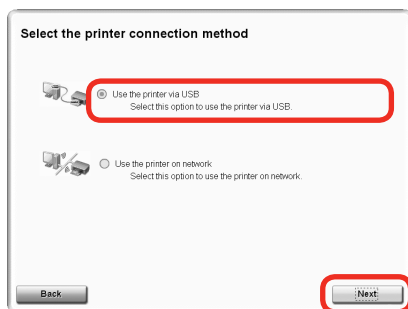 Select the printer connection method
Use the printer via USB
Select this option to use the printer via USB.
Use the printer on network
Select this option to use the printer on network.
Back
Next